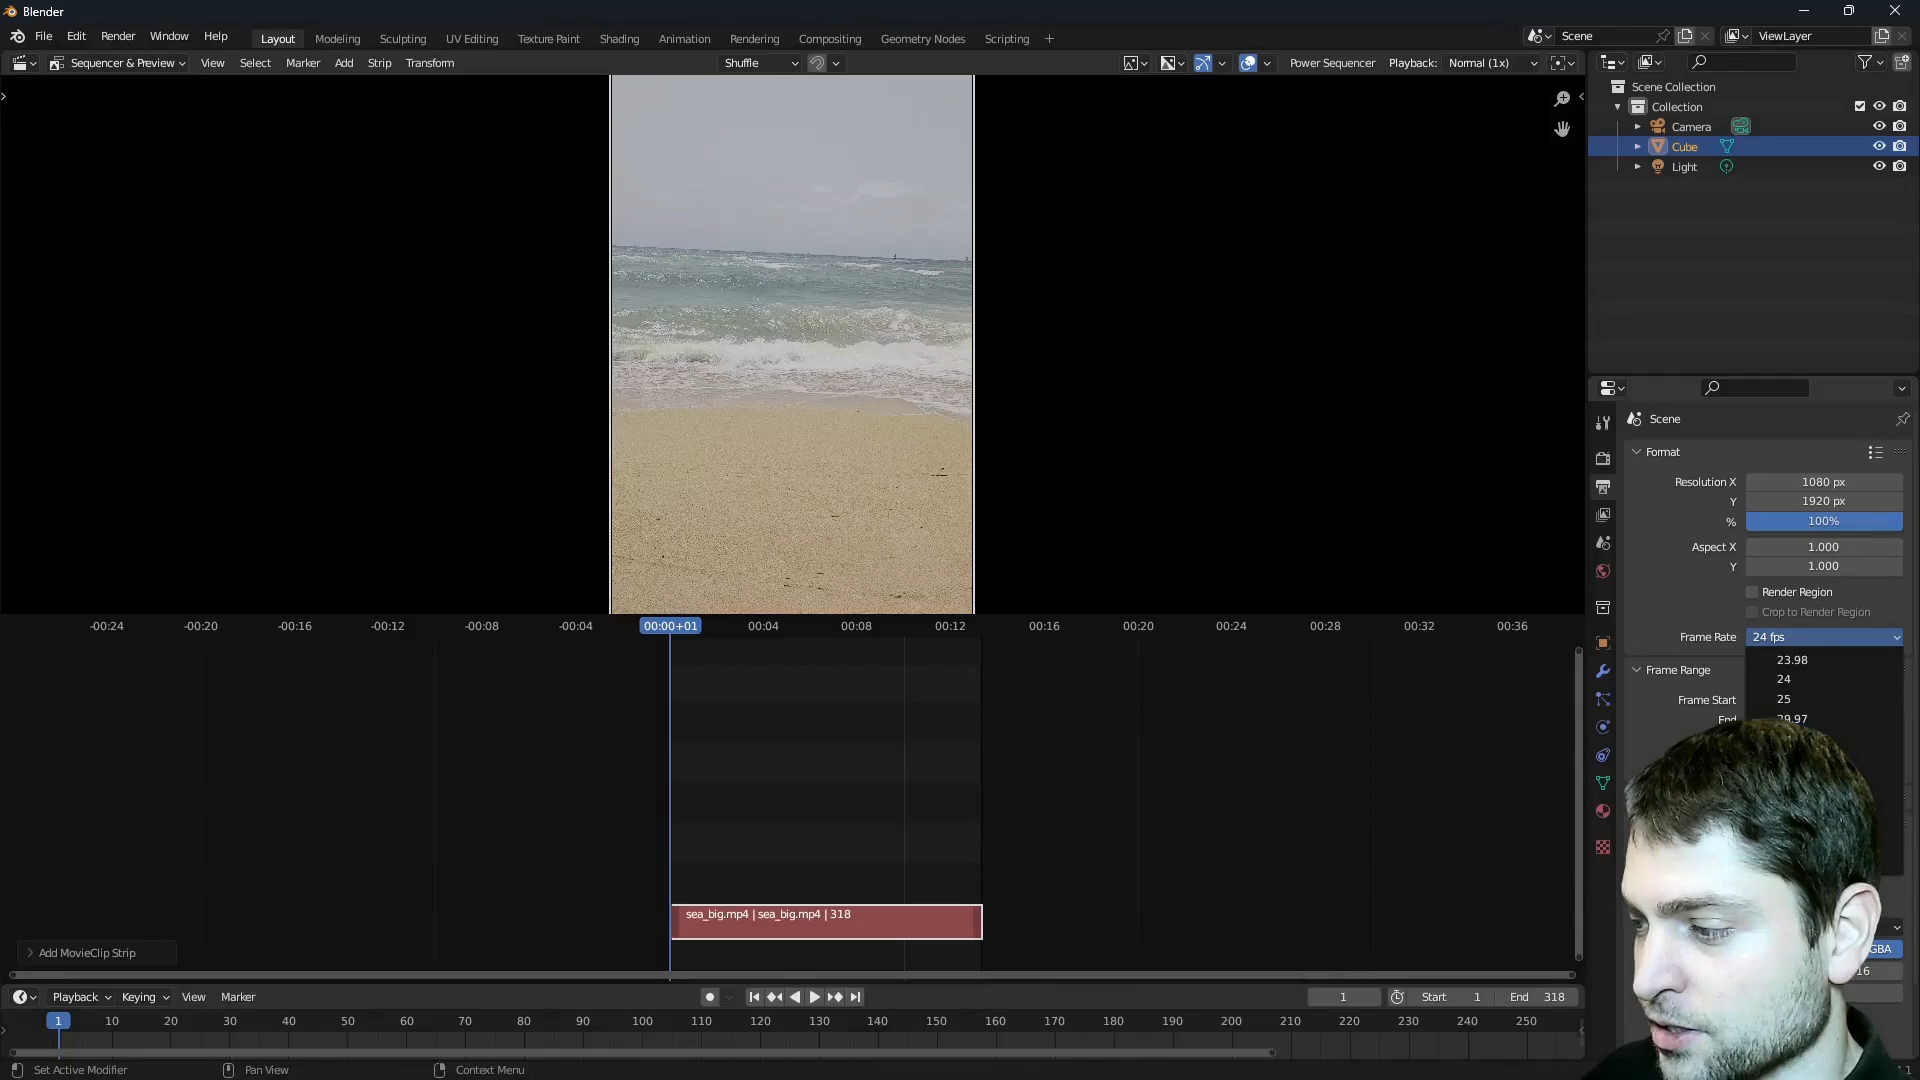 Blender
File Edit Render Window Help
Layout Modeling Sculpting UV Editing Texture Paint Shading Animation Rendering Compositing Geometry Nodes Scripting +
Scene
ViewLayer
Sequencer & Preview View Select Marker Add Strip Transform
Shuffle
Power Sequencer Playback: Normal (1x)
Scene Collection
Collection
Camera
Cube
Light
Scene
Format
Resolution X 1080 px
Y 1920 px
% 100%
Aspect X 1.000
Y 1.000
Render Region
Crop to Render Region
Frame Rate 24 fps
23.98
24
25
29.97
Frame Range
Frame Start
End
GBA
16
-00:24 -00:20 -00:16 -00:12 -00:08 -00:04 00:00+01 00:04 00:08 00:12 00:16 00:20 00:24 00:28 00:32 00:36
sea_big.mp4 | sea_big.mp4 | 318
Add MovieClip Strip
Playback Keying View Marker
1 Start 1 End 318
1 10 20 30 40 50 60 70 80 90 100 110 120 130 140 150 160 170 180 190 200 210 220 230 240 250
Set Active Modifier Pan View Context Menu